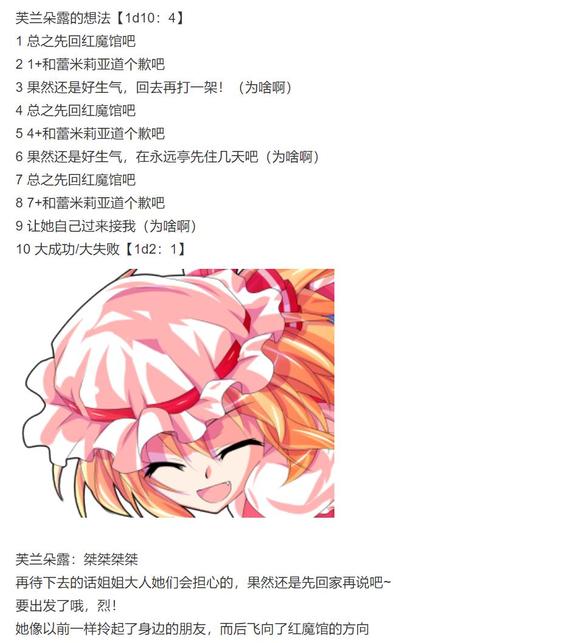 芙兰朵露的想法【1d10：4】
1 总之先回红魔馆吧
2 1+和蕾米莉亚道个歉吧
3 果然还是好生气，回去再打一架！（为啥啊）
4 总之先回红魔馆吧
5 4+和蕾米莉亚道个歉吧
6 果然还是好生气，在永远亭先住几天吧（为啥啊）
7 总之先回红魔馆吧
8 7+和蕾米莉亚道个歉吧
9 让她自己过来接我（为啥啊）
10 大成功/大失败【1d2：1】
芙兰朵露：桀桀桀桀
再待下去的话姐姐大人她们会担心的，果然还是先回家再说吧~
要出发了哦，烈！
她像以前一样拎起了身边的朋友，而后飞向了红魔馆的方向